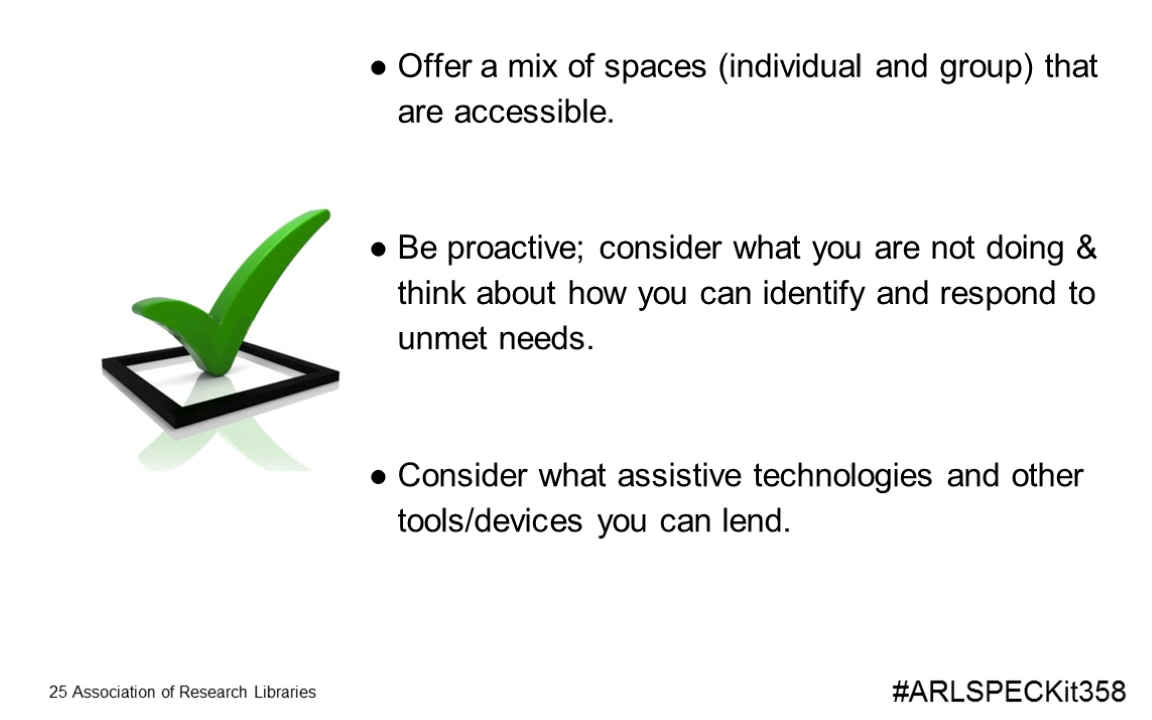 ● Offer a mix of spaces (individual and group) that
are accessible.
● Be proactive; consider what you are not doing &
think about how you can identify and respond to
unmet needs.
● Consider what assistive technologies and other
tools/devices you can lend.
25 Association of Research Libraries
#ARLSPECKit358